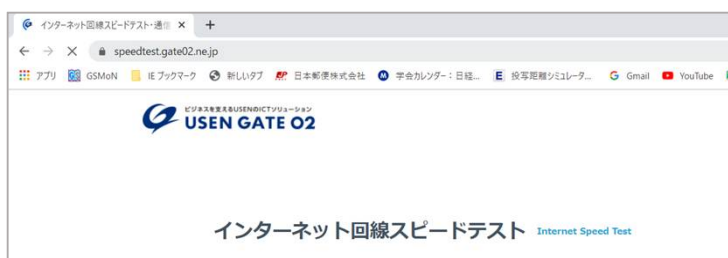 インターネット回線スピードテスト・通信
speedtest.gate02.ne.jp
アプリ GSMoN IE ブックマーク 新しいタブ 日本郵便株式会社 学会カレンダー：日経... 投写距離シミュレータ... Gmail YouTube
ビジネスを支えるUSENのICTソリューション
USEN GATE 02
インターネット回線スピードテスト Internet Speed Test